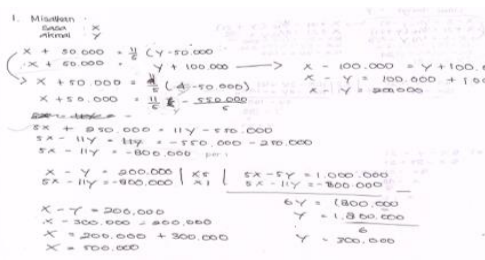 1. Misalkan :
Sasa : X
Akmal : Y
X + 50.000 = 11/5 (Y - 50.000
X + 50.000 = Y + 100.000 → X - 100.000 = Y + 100.
X + 50.000 = 11/5 (Y - 50.000)
X - Y = 100.000 + 100
X + 50.000 = 11/5 Y - 550.000/5
X - Y = 200.000
5X + 250.000 = 11Y - 550.000
5X - 11Y = -550.000 - 250.000
5X - 11Y = -800.000
X - Y = 200.000 | X5 | 5X - 5Y = 1.000.000
5X - 11Y = -800.000 | X1 | 5X - 11Y = -800.000
6Y = 1.800.000
X - Y = 200.000
Y = 1.800.000/6
X - 300.000 = 200.000
X = 200.000 + 300.000
Y = 300.000
X = 500.000